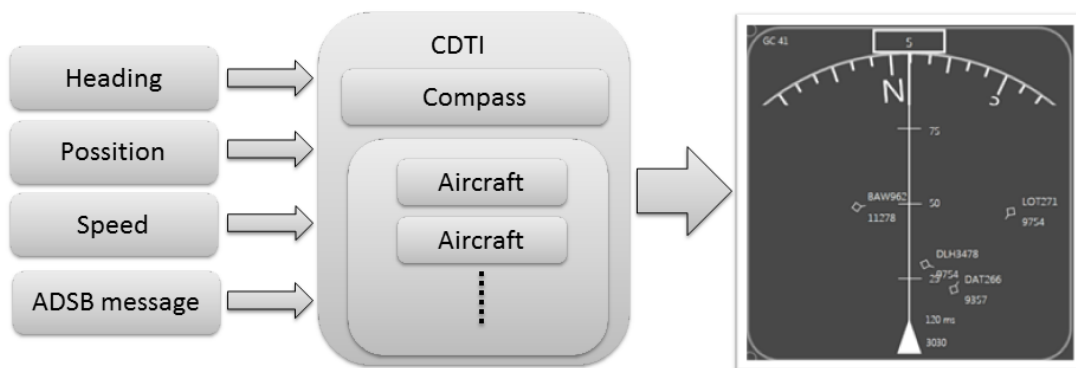 Heading
Possition
Speed
ADSB message
CDTI
Compass
Aircraft
Aircraft
GC 41
S
N
5
75
BAW962
11278
50
LOT271
9754
DLH3478
9754
25
DAT266
9357
120 ms
3030